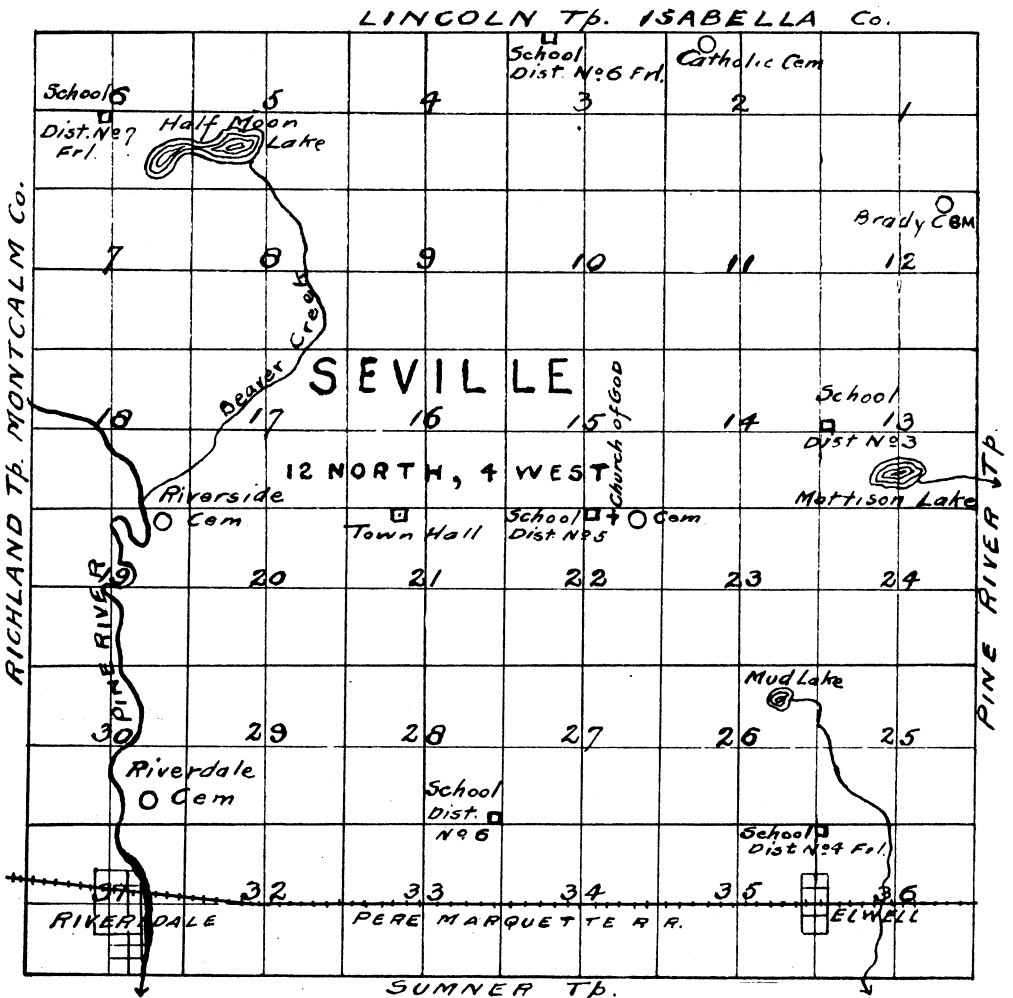 LINCOLN Tp. ISABELLA Co.
School
Dist. No 6 Frl.
Catholic Cem
School
Dist. No 7
Frl.
6 5 4 3 2 1
Half Moon
Lake
Brady CEM
7 8 9 10 11 12
Beaver Creek
SEVILLE
Church of GOD
School
Dist No 3
18 17 16 15 14 13
12 NORTH, 4 WEST
Mottison Lake
Riverside
Cem
Town Hall
School
Dist. No 5
Cem
19 20 21 22 23 24
PINE RIVER
Mud Lake
30 29 28 27 26 25
Riverdale
Cem
School
Dist.
No 6
School
Dist No 4 Frl.
31 32 33 34 35 36
RIVERDALE
PERE MARQUETTE R R.
ELWELL
SUMNER Tp.
RICHLAND Tp. MONTCALM Co.
PINE RIVER Tp